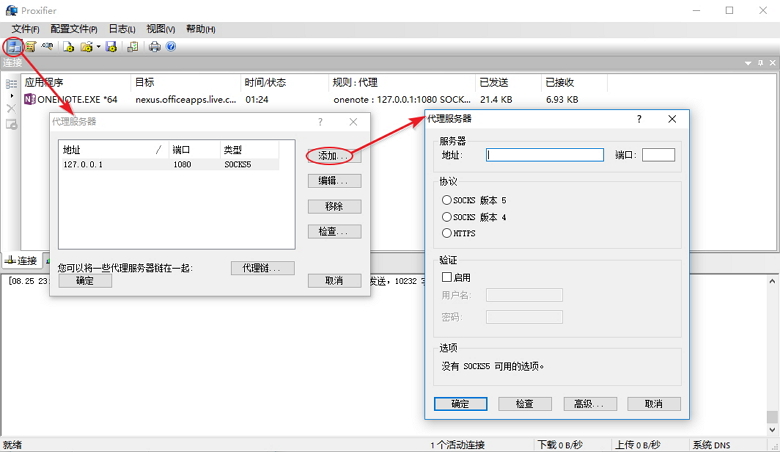 Proxifier
文件(F) 配置文件(P) 日志(L) 视图(V) 帮助(H)
连接
应用程序 目标 时间/状态 规则 : 代理 已发送 已接收
ONENOTE.EXE *64 nexus.officeapps.live.c... 01:24 onenote : 127.0.0.1:1080 SOCK... 21.4 KB 6.93 KB
代理服务器
地址 端口 类型
127.0.0.1 1080 SOCKS5
添加...
编辑...
移除
检查...
您可以将一些代理服务器链在一起:
代理链...
确定 取消
代理服务器
服务器
地址: 端口:
协议
SOCKS 版本 5
SOCKS 版本 4
HTTPS
验证
启用
用户名:
密码:
选项
没有 SOCKS5 可用的选项。
确定 检查 高级... 取消
连接
[08.25 23: 发送，10232 字
就绪 1 个活动连接 下载 0 B/秒 上传 0 B/秒 系统 DNS